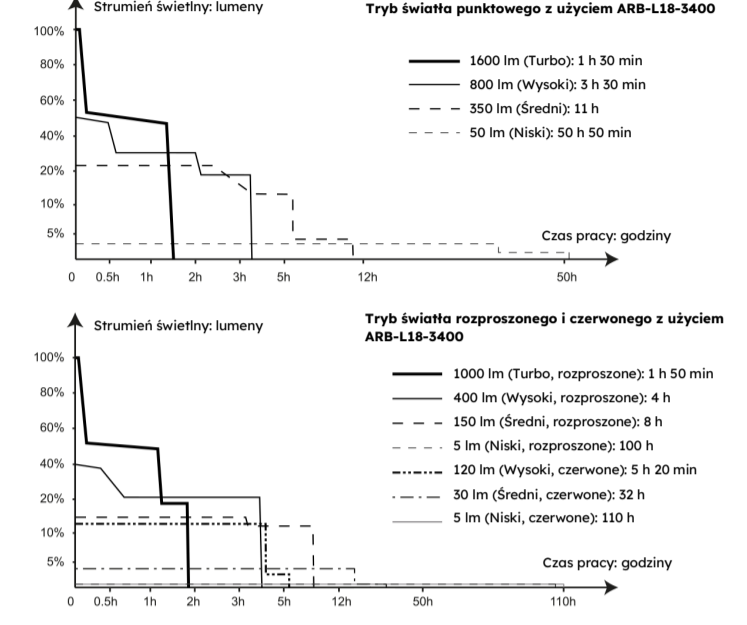 Strumień świetlny: lumeny
Tryb światła punktowego z użyciem ARB-L18-3400
100%
80%
60%
40%
20%
10%
5%
1600 lm (Turbo): 1 h 30 min
800 lm (Wysoki): 3 h 30 min
350 lm (Średni): 11 h
50 lm (Niski): 50 h 50 min
Czas pracy: godziny
0 0.5h 1h 2h 3h 5h 12h 50h
Strumień świetlny: lumeny
Tryb światła rozproszonego i czerwonego z użyciem
ARB-L18-3400
100%
80%
60%
40%
20%
10%
5%
1000 lm (Turbo, rozproszone): 1 h 50 min
400 lm (Wysoki, rozproszone): 4 h
150 lm (Średni, rozproszone): 8 h
5 lm (Niski, rozproszone): 100 h
120 lm (Wysoki, czerwone): 5 h 20 min
30 lm (Średni, czerwone): 32 h
5 lm (Niski, czerwone): 110 h
Czas pracy: godziny
0 0.5h 1h 2h 3h 5h 12h 50h 110h